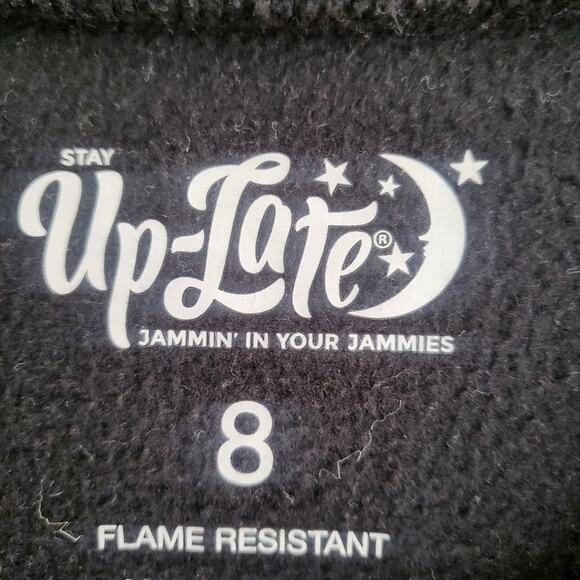 STAY
Up-Late®
JAMMIN' IN YOUR JAMMIES
8
FLAME RESISTANT